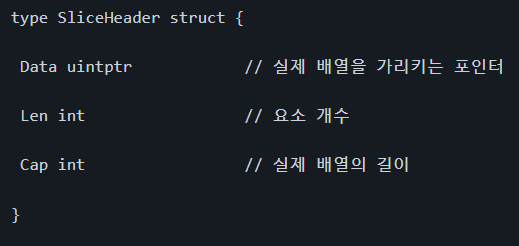 type SliceHeader struct {
Data uintptr // 실제 배열을 가리키는 포인터
Len int // 요소 개수
Cap int // 실제 배열의 길이
}